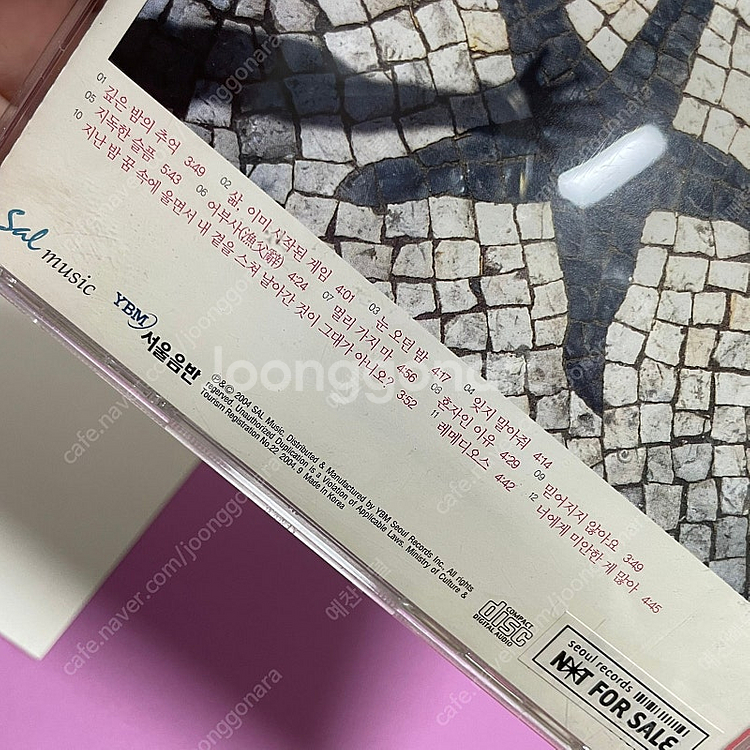 01 깊은 밤의 추억 3:49 02 삶, 이미 시작된 게임 4:01 03 눈 오던 밤 4:17 04 잊지 말아줘 4:14
05 지독한 슬픔 5:43 06 어부사(漁父辭) 4:24 07 멀리 가지 마 4:56 08 혼자인 이유 4:29 09 믿어지지 않아요 3:49
10 지난 밤 꿈 속에 울면서 내 곁을 스쳐 날아간 것이 그대가 아니오? 3:52 11 레메디오스 4:42 12 너에게 미안한 게 많아 4:45
Sal music
YBM 서울음반
℗&© 2004 SAL Music. Distributed & Manufactured by YBM Seoul Records Inc. All rights
reserved. Unauthorized Duplication is a Violation of Applicable Laws. Ministry of Culture &
Tourism Registration No.22. 2004. 9 Made in Korea
COMPACT
disc
DIGITAL AUDIO
seoul records
NOT FOR SALE
Joonggonara
cafe.naver.com/joonggonara